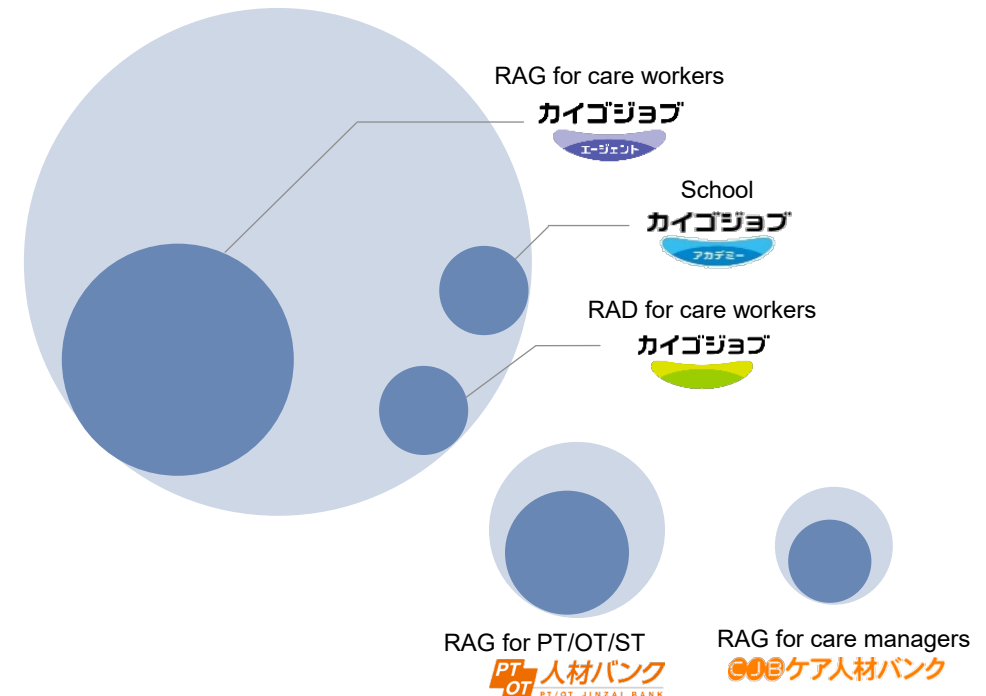 RAG for care workers
カイゴジョブ
エージェント
School
カイゴジョブ
アカデミー
RAD for care workers
カイゴジョブ
RAG for PT/OT/ST
PT
OT
人材バンク
PT/OT JINZAI BANK
RAG for care managers
CJBケア人材バンク